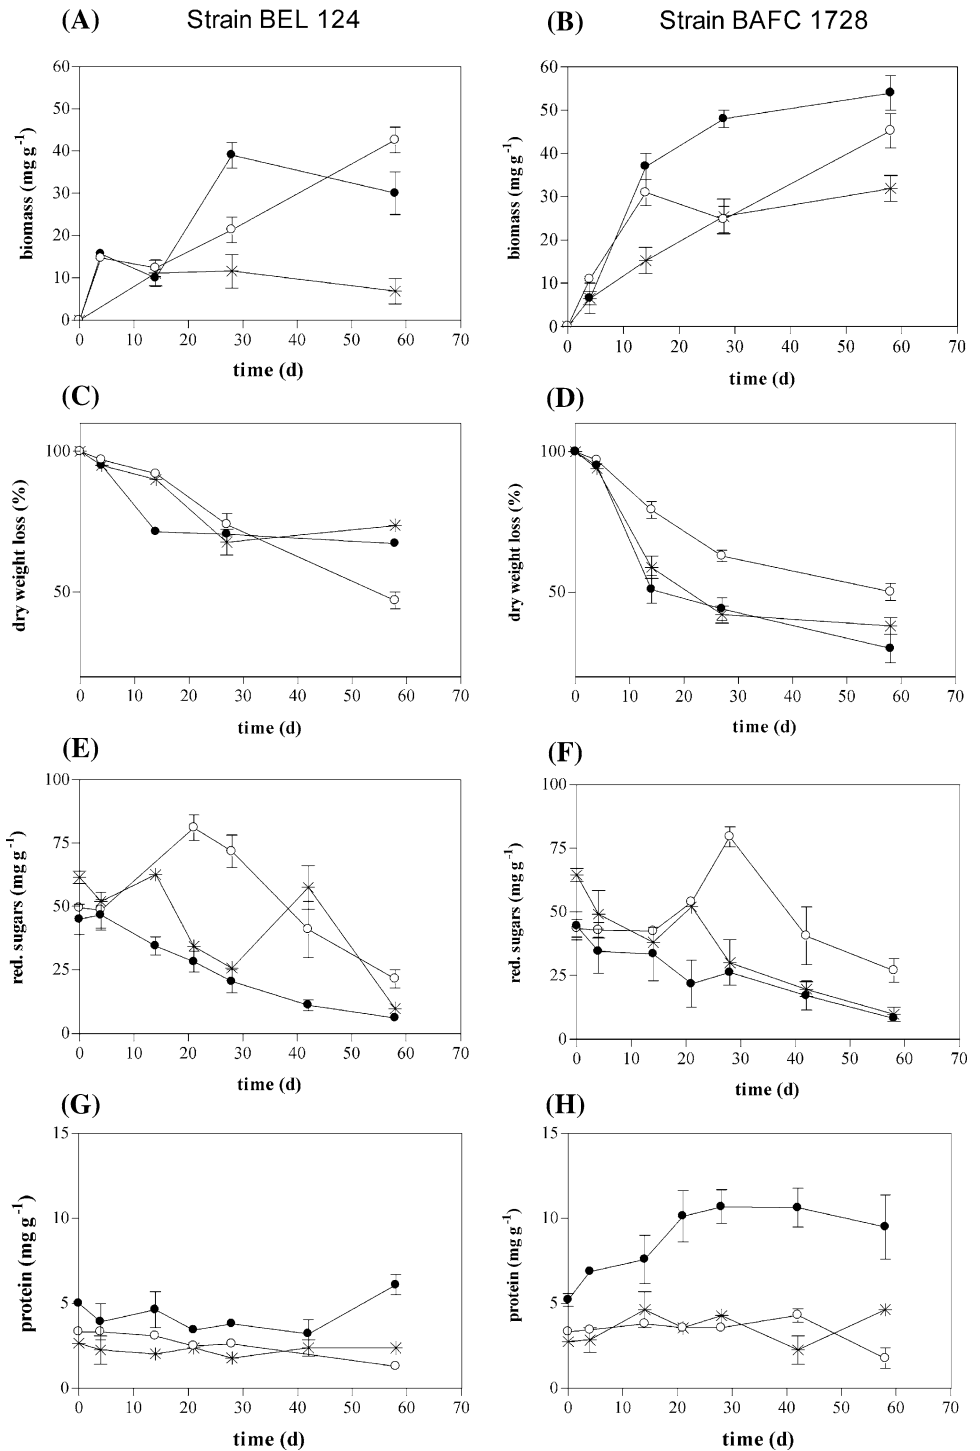 (A) Strain BEL 124
(B) Strain BAFC 1728
60
50
40
30
20
10
0
biomass (mg g-1)
0 10 20 30 40 50 60 70
time (d)
60
50
40
30
20
10
0
biomass (mg g-1)
0 10 20 30 40 50 60 70
time (d)
(C)
100
50
dry weight loss (%)
0 10 20 30 40 50 60 70
time (d)
(D)
100
50
dry weight loss (%)
0 10 20 30 40 50 60 70
time (d)
(E)
100
75
50
25
0
red. sugars (mg g-1)
0 10 20 30 40 50 60 70
time (d)
(F)
100
75
50
25
0
red. sugars (mg g-1)
0 10 20 30 40 50 60 70
time (d)
(G)
15
10
5
0
protein (mg g-1)
0 10 20 30 40 50 60 70
time (d)
(H)
15
10
5
0
protein (mg g-1)
0 10 20 30 40 50 60 70
time (d)